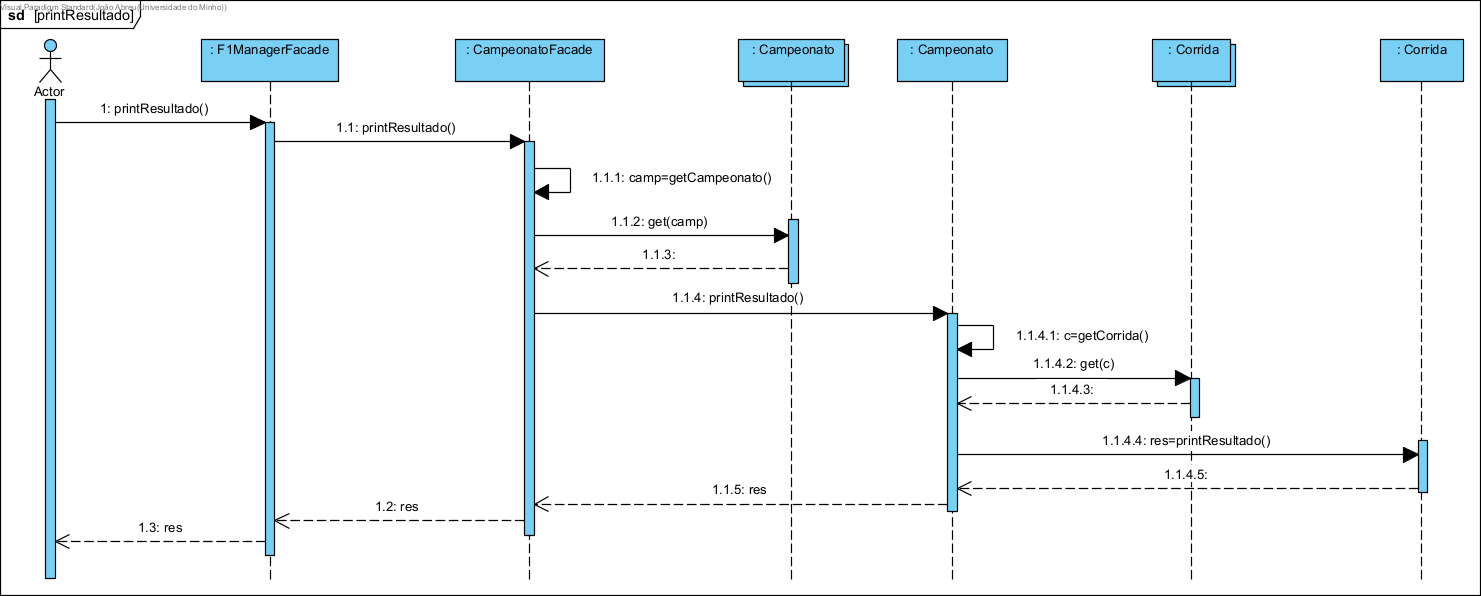 Visual Paradigm Standard(João Abreu(Universidade do Minho))
sd [printResultado]
: F1ManagerFacade
: CampeonatoFacade
: Campeonato
: Campeonato
: Corrida
: Corrida
Actor
1: printResultado()
1.1: printResultado()
1.1.1: camp=getCampeonato()
1.1.2: get(camp)
1.1.3:
1.1.4: printResultado()
1.1.4.1: c=getCorrida()
1.1.4.2: get(c)
1.1.4.3:
1.1.4.4: res=printResultado()
1.1.4.5:
1.1.5: res
1.2: res
1.3: res